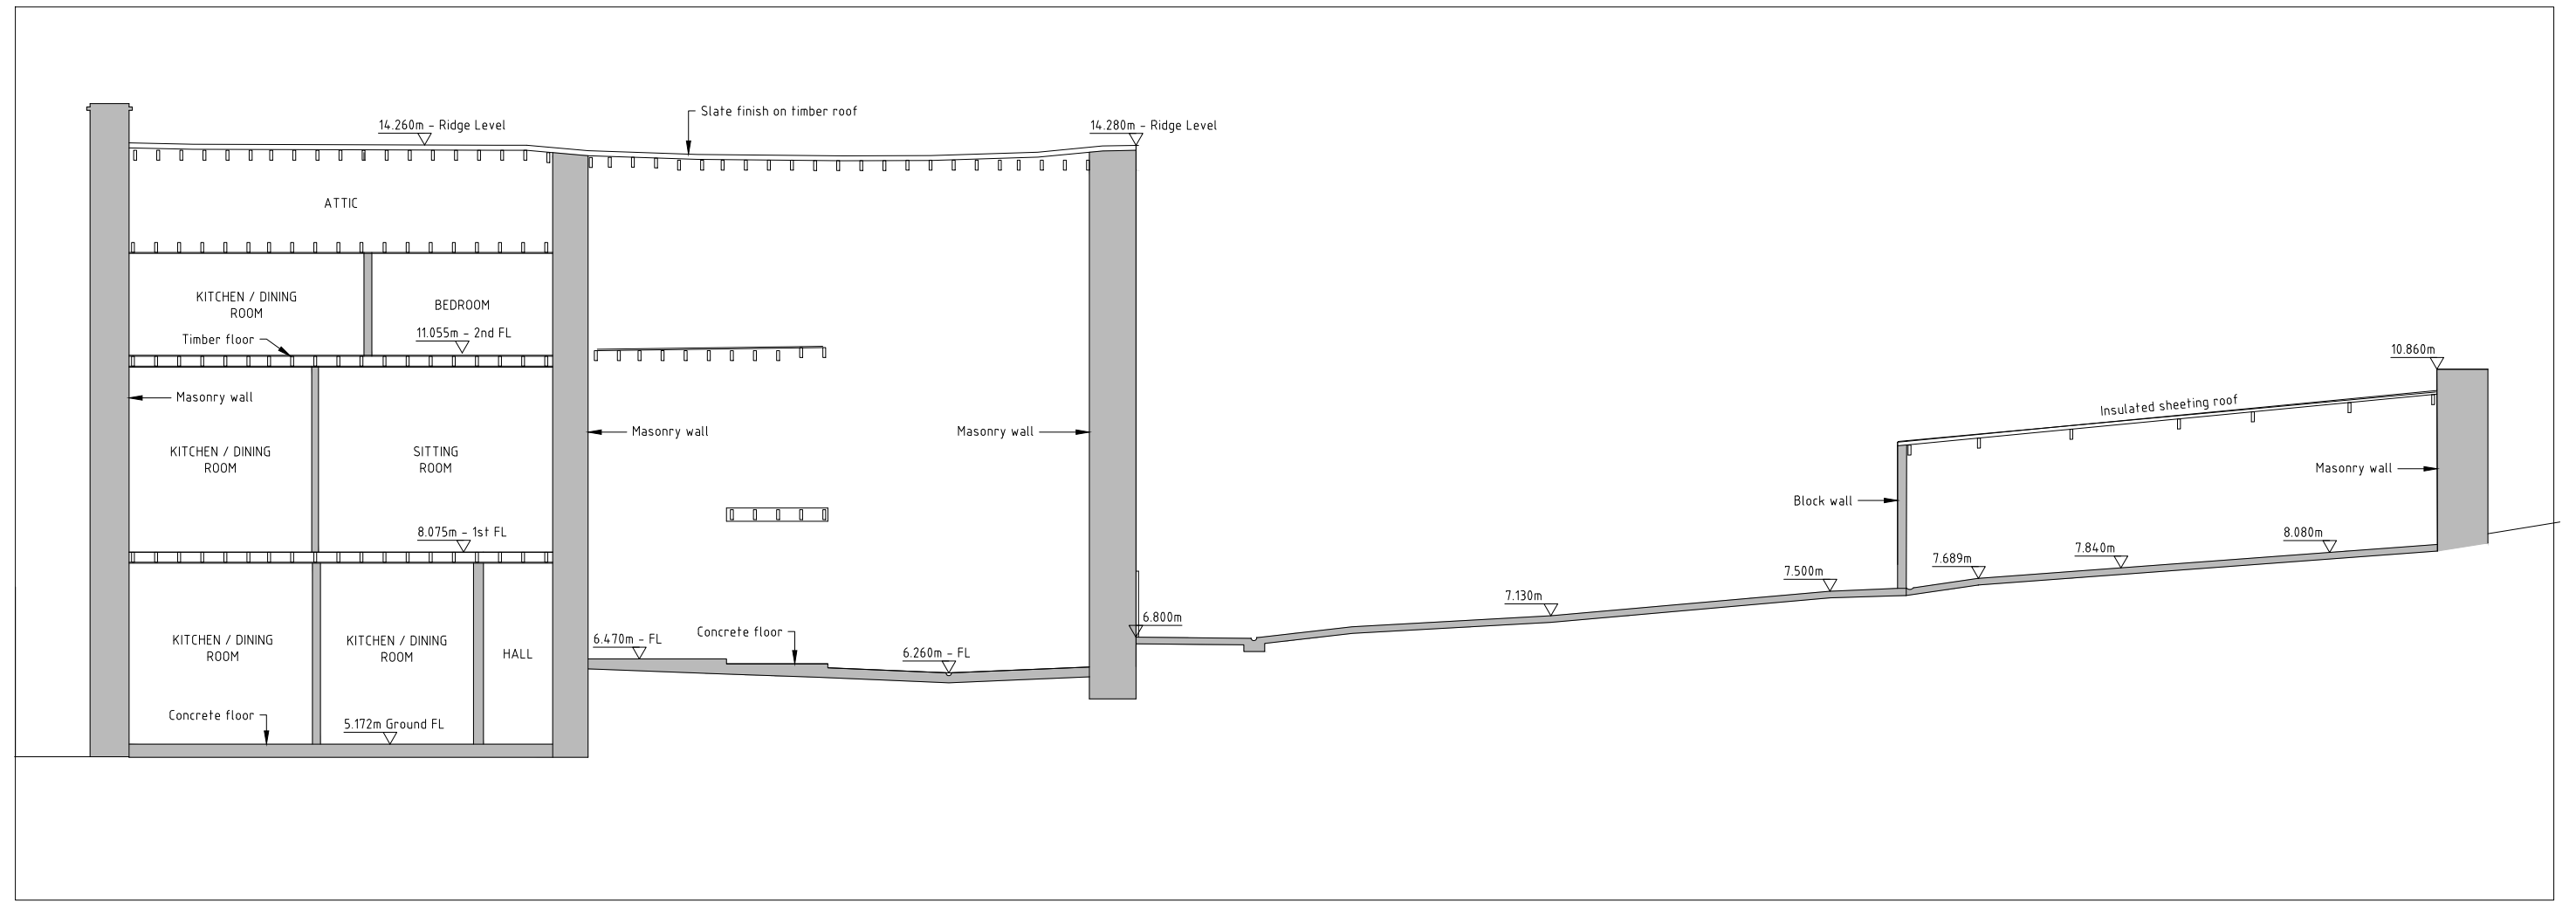 Slate finish on timber roof
14.260m - Ridge Level
14.280m - Ridge Level
ATTIC
KITCHEN / DINING
ROOM
BEDROOM
11.055m - 2nd FL
Timber floor
10.860m
Masonry wall
Insulated sheeting roof
Masonry wall
Masonry wall
KITCHEN / DINING
ROOM
SITTING
ROOM
Masonry wall
Block wall
8.075m - 1st FL
8.080m
7.840m
7.689m
7.500m
7.130m
6.800m
KITCHEN / DINING
ROOM
KITCHEN / DINING
ROOM
HALL
6.470m - FL
Concrete floor
6.260m - FL
Concrete floor
5.172m Ground FL